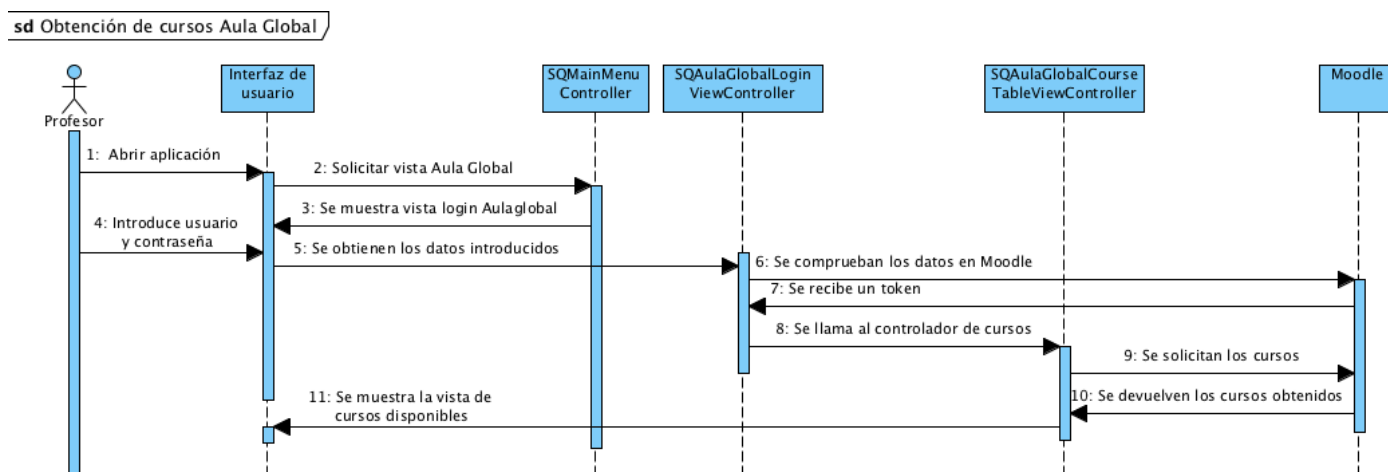 sd Obtención de cursos Aula Global
Interfaz de
usuario
SQMainMenu
Controller
SQAulaGlobalLogin
ViewController
SQAulaGlobalCourse
TableViewController
Moodle
Profesor
1: Abrir aplicación
2: Solicitar vista Aula Global
3: Se muestra vista login Aulaglobal
4: Introduce usuario
y contraseña
5: Se obtienen los datos introducidos
6: Se comprueban los datos en Moodle
7: Se recibe un token
8: Se llama al controlador de cursos
9: Se solicitan los cursos
10: Se devuelven los cursos obtenidos
11: Se muestra la vista de
cursos disponibles